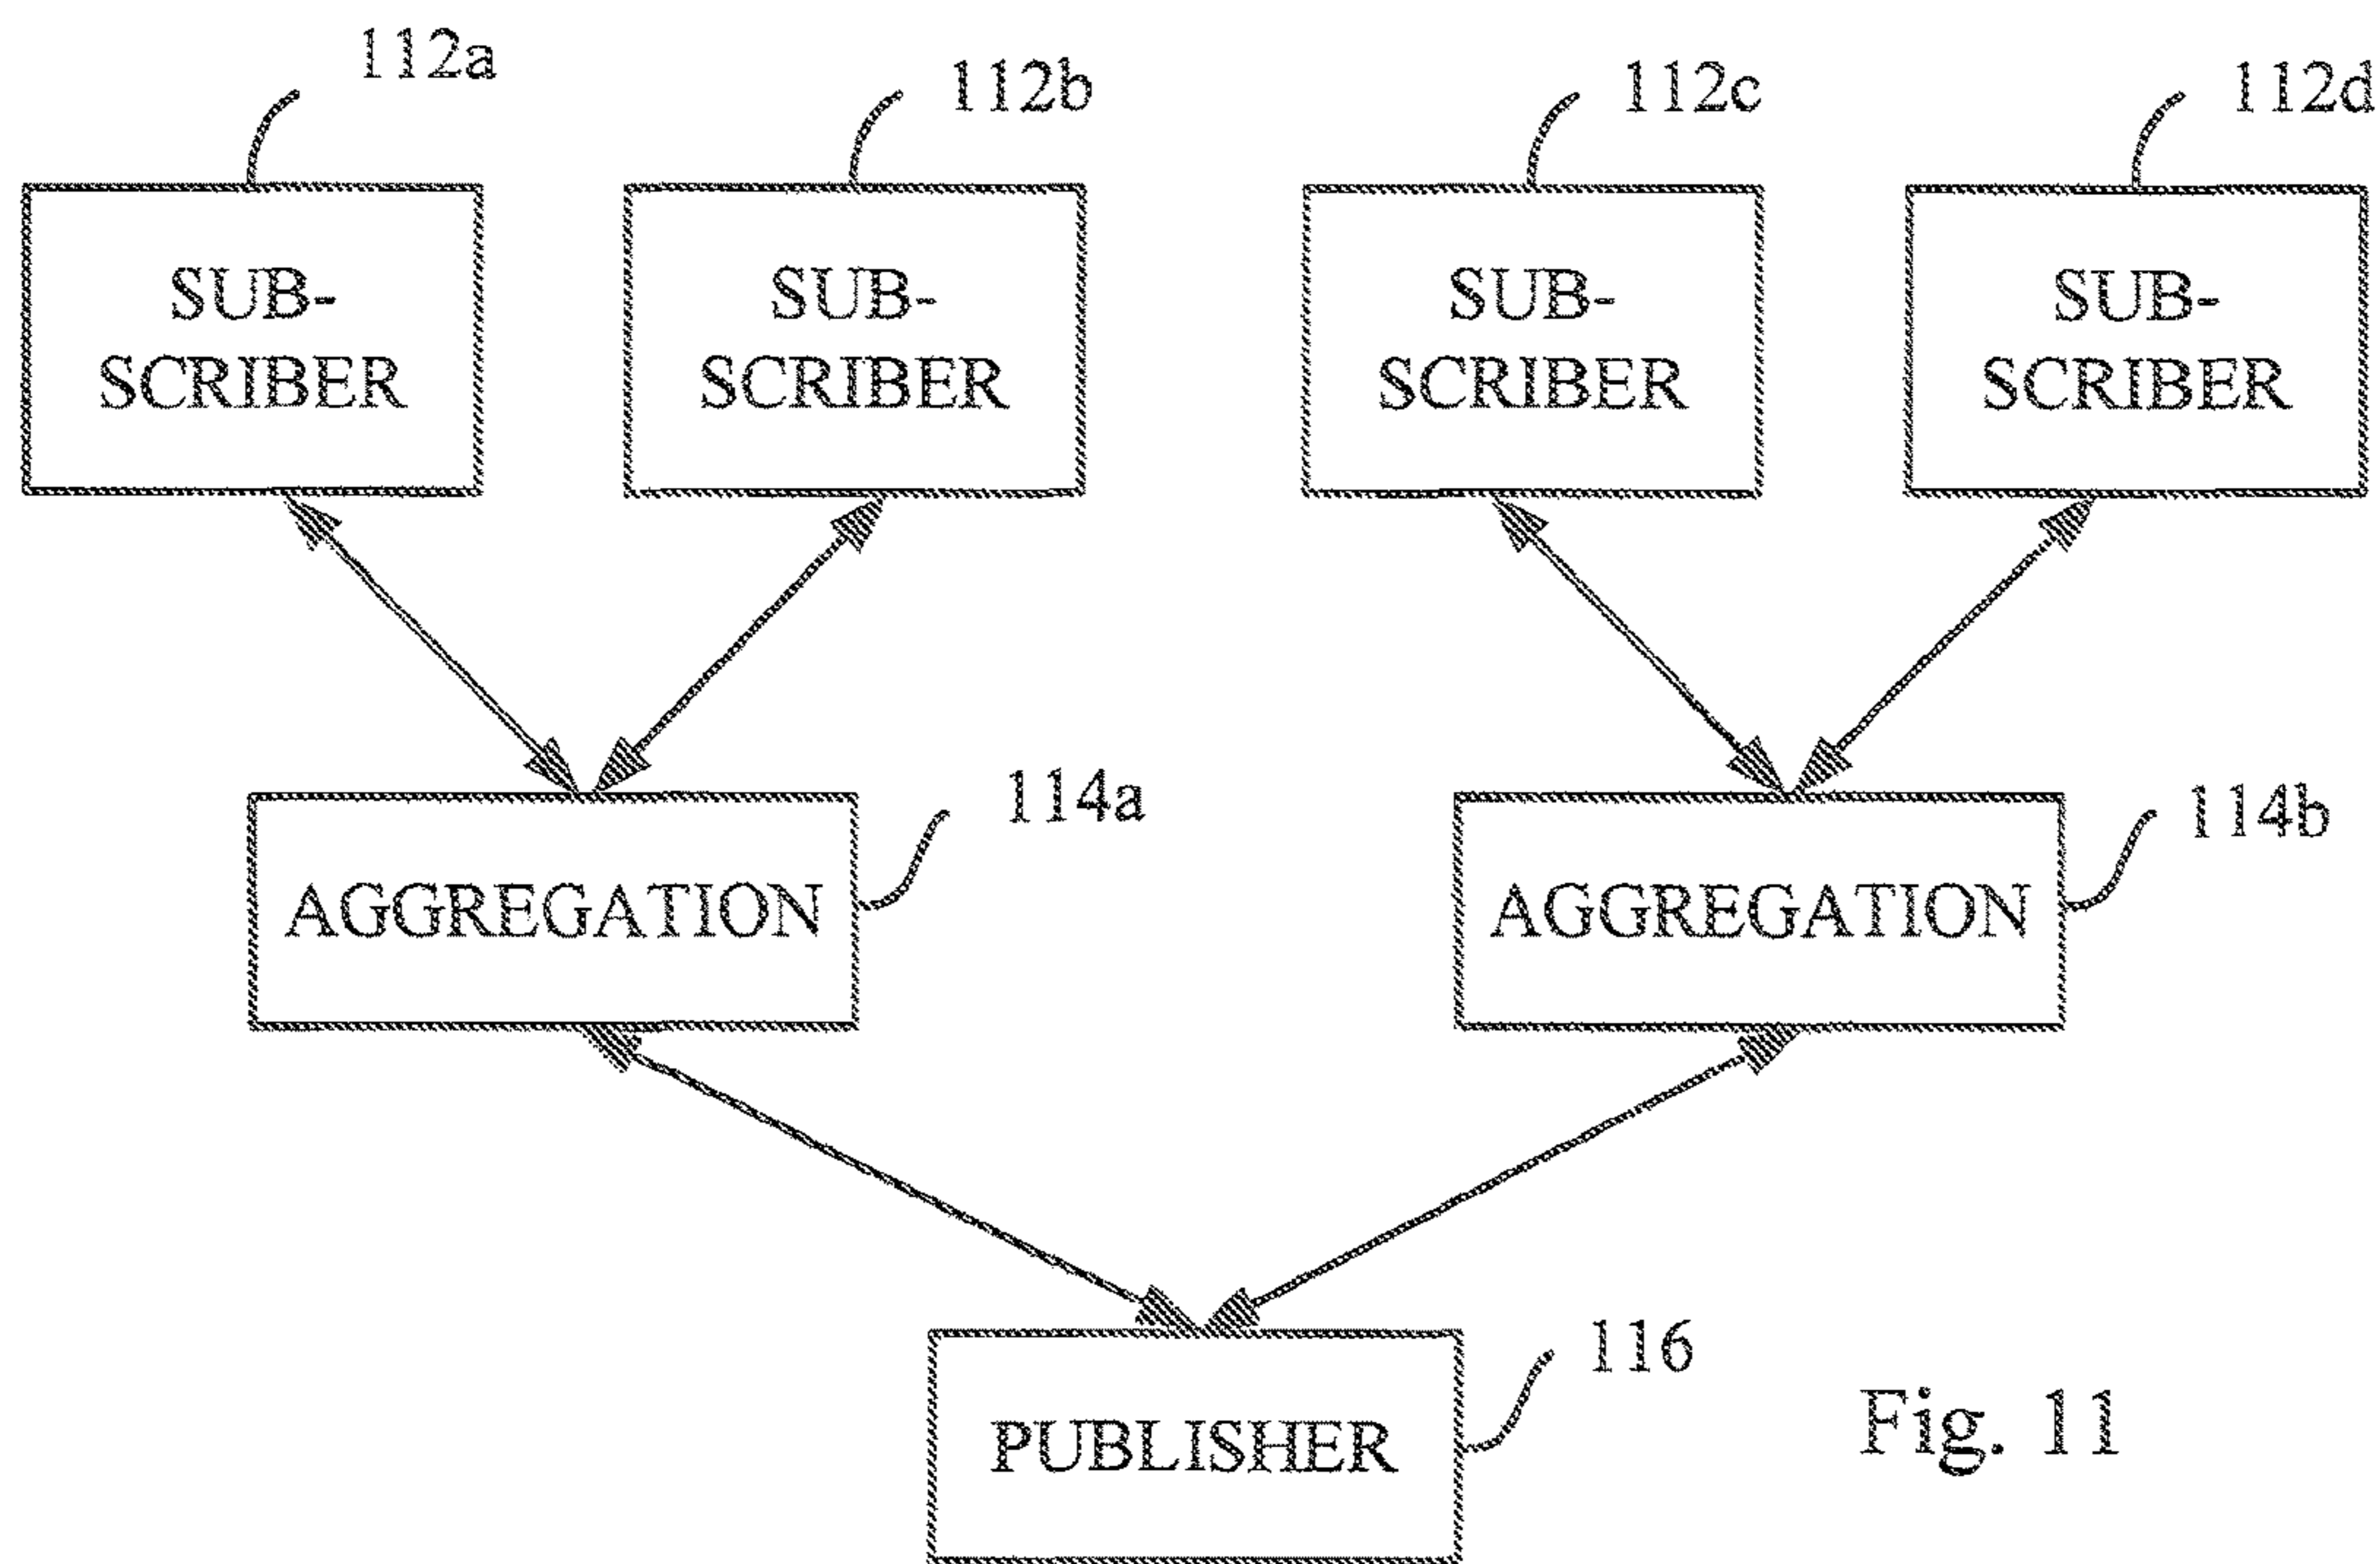 112a
112b
112c
112d
SUB-
SCRIBER
SUB-
SCRIBER
SUB-
SCRIBER
SUB-
SCRIBER
114a
114b
AGGREGATION
AGGREGATION
116
PUBLISHER
Fig. 11